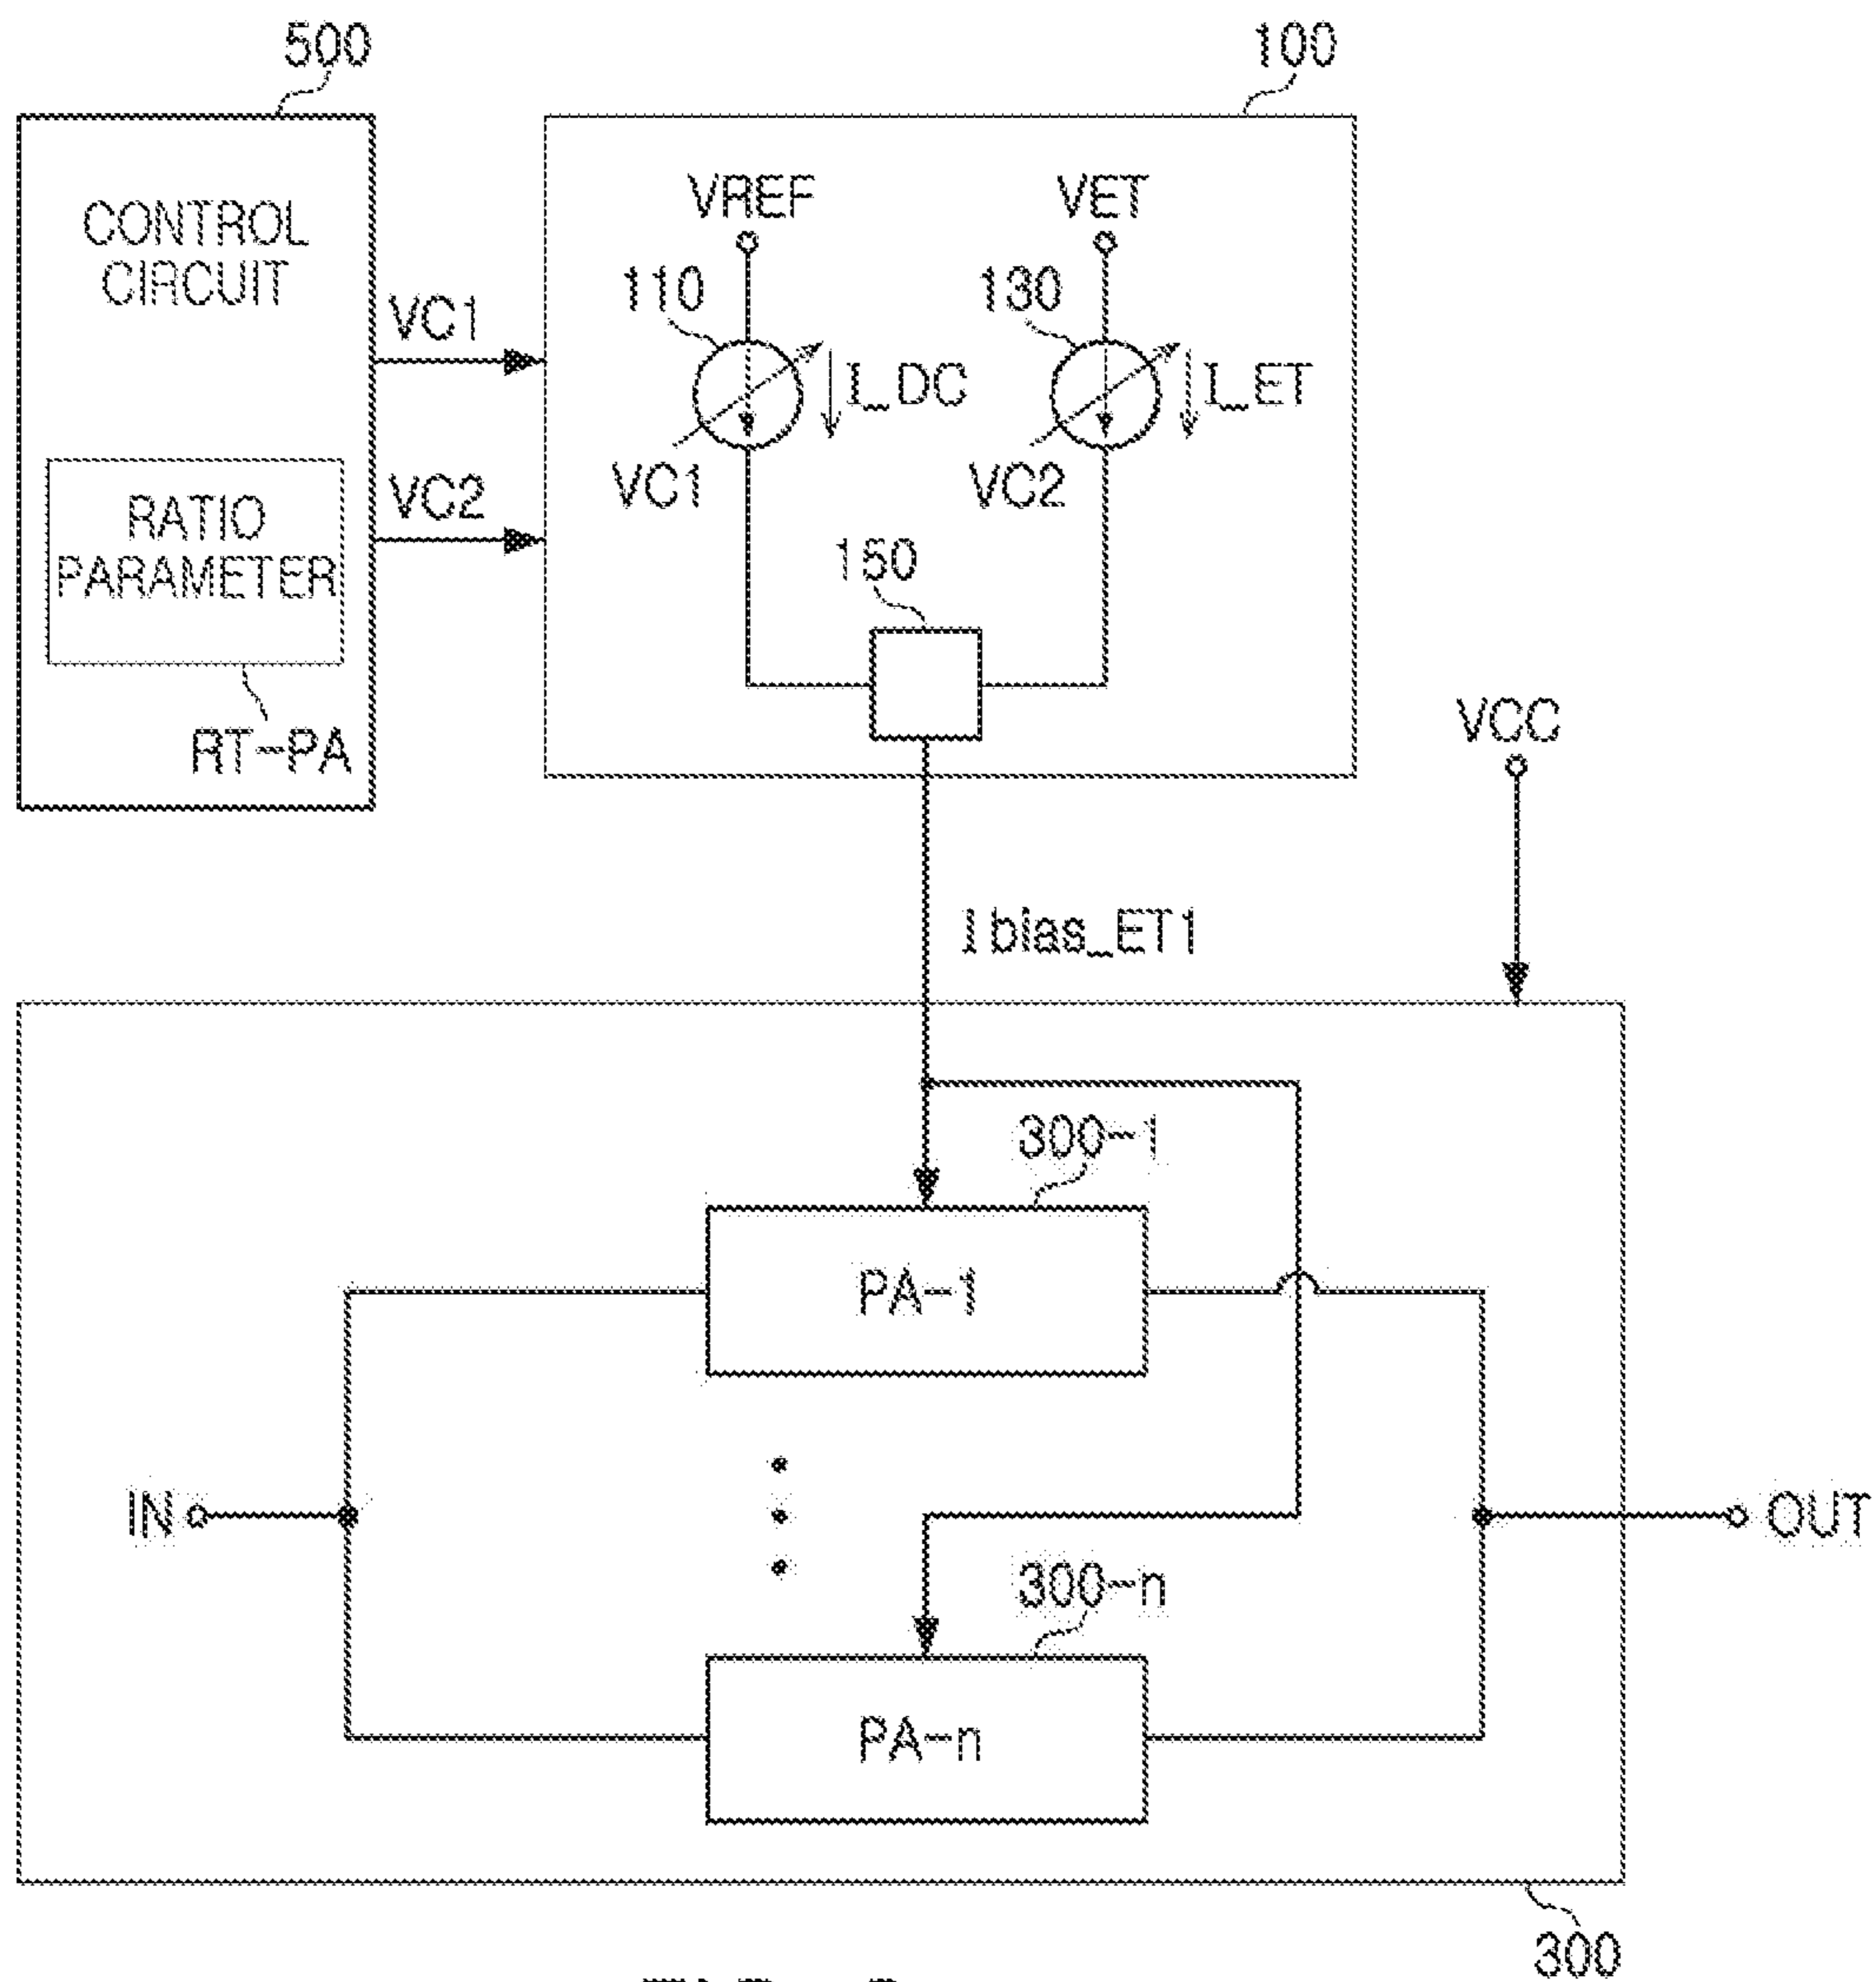 500
100
CONTROL
CIRCUIT
RATIO
PARAMETER
RT-PA
VC1
VC2
VREF
VET
110
130
I_DC
I_ET
VC1
VC2
150
VCC
I bias_ET1
300-1
PA-1
IN
OUT
300-n
PA-n
300